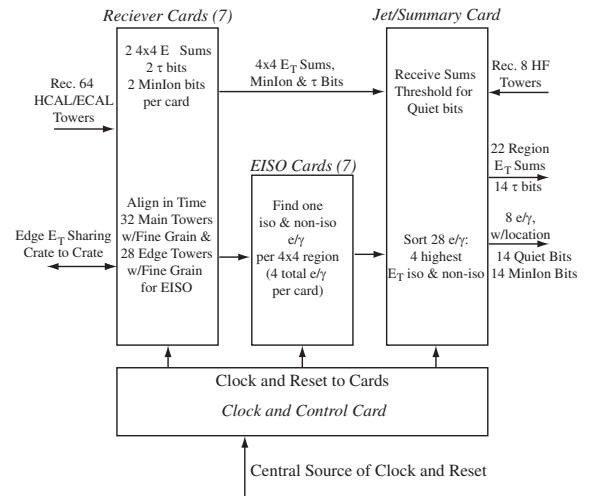 Reciever Cards (7)
Jet/Summary Card
2 4x4 E Sums
2 τ bits
2 MinIon bits
per card
Rec. 64
HCAL/ECAL
Towers
4x4 E_T Sums,
MinIon & τ Bits
Receive Sums
Threshold for
Quiet bits
Rec. 8 HF
Towers
22 Region
E_T Sums
14 τ bits
EISO Cards (7)
Align in Time
32 Main Towers
w/Fine Grain &
28 Edge Towers
w/Fine Grain
for EISO
Edge E_T Sharing
Crate to Crate
Find one
iso & non-iso
e/γ
per 4x4 region
(4 total e/γ
per card)
Sort 28 e/γ:
4 highest
E_T iso & non-iso
8 e/γ,
w/location
14 Quiet Bits
14 MinIon Bits
Clock and Reset to Cards
Clock and Control Card
Central Source of Clock and Reset